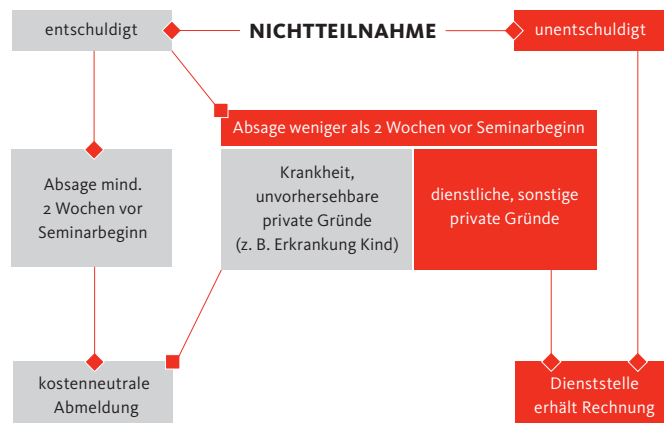 entschuldigt
NICHTTEILNAHME
unentschuldigt
Absage weniger als 2 Wochen vor Seminarbeginn
Absage mind.
2 Wochen vor
Seminarbeginn
Krankheit,
unvorhersehbare
private Gründe
(z. B. Erkrankung Kind)
dienstliche, sonstige
private Gründe
kostenneutrale
Abmeldung
Dienststelle
erhält Rechnung